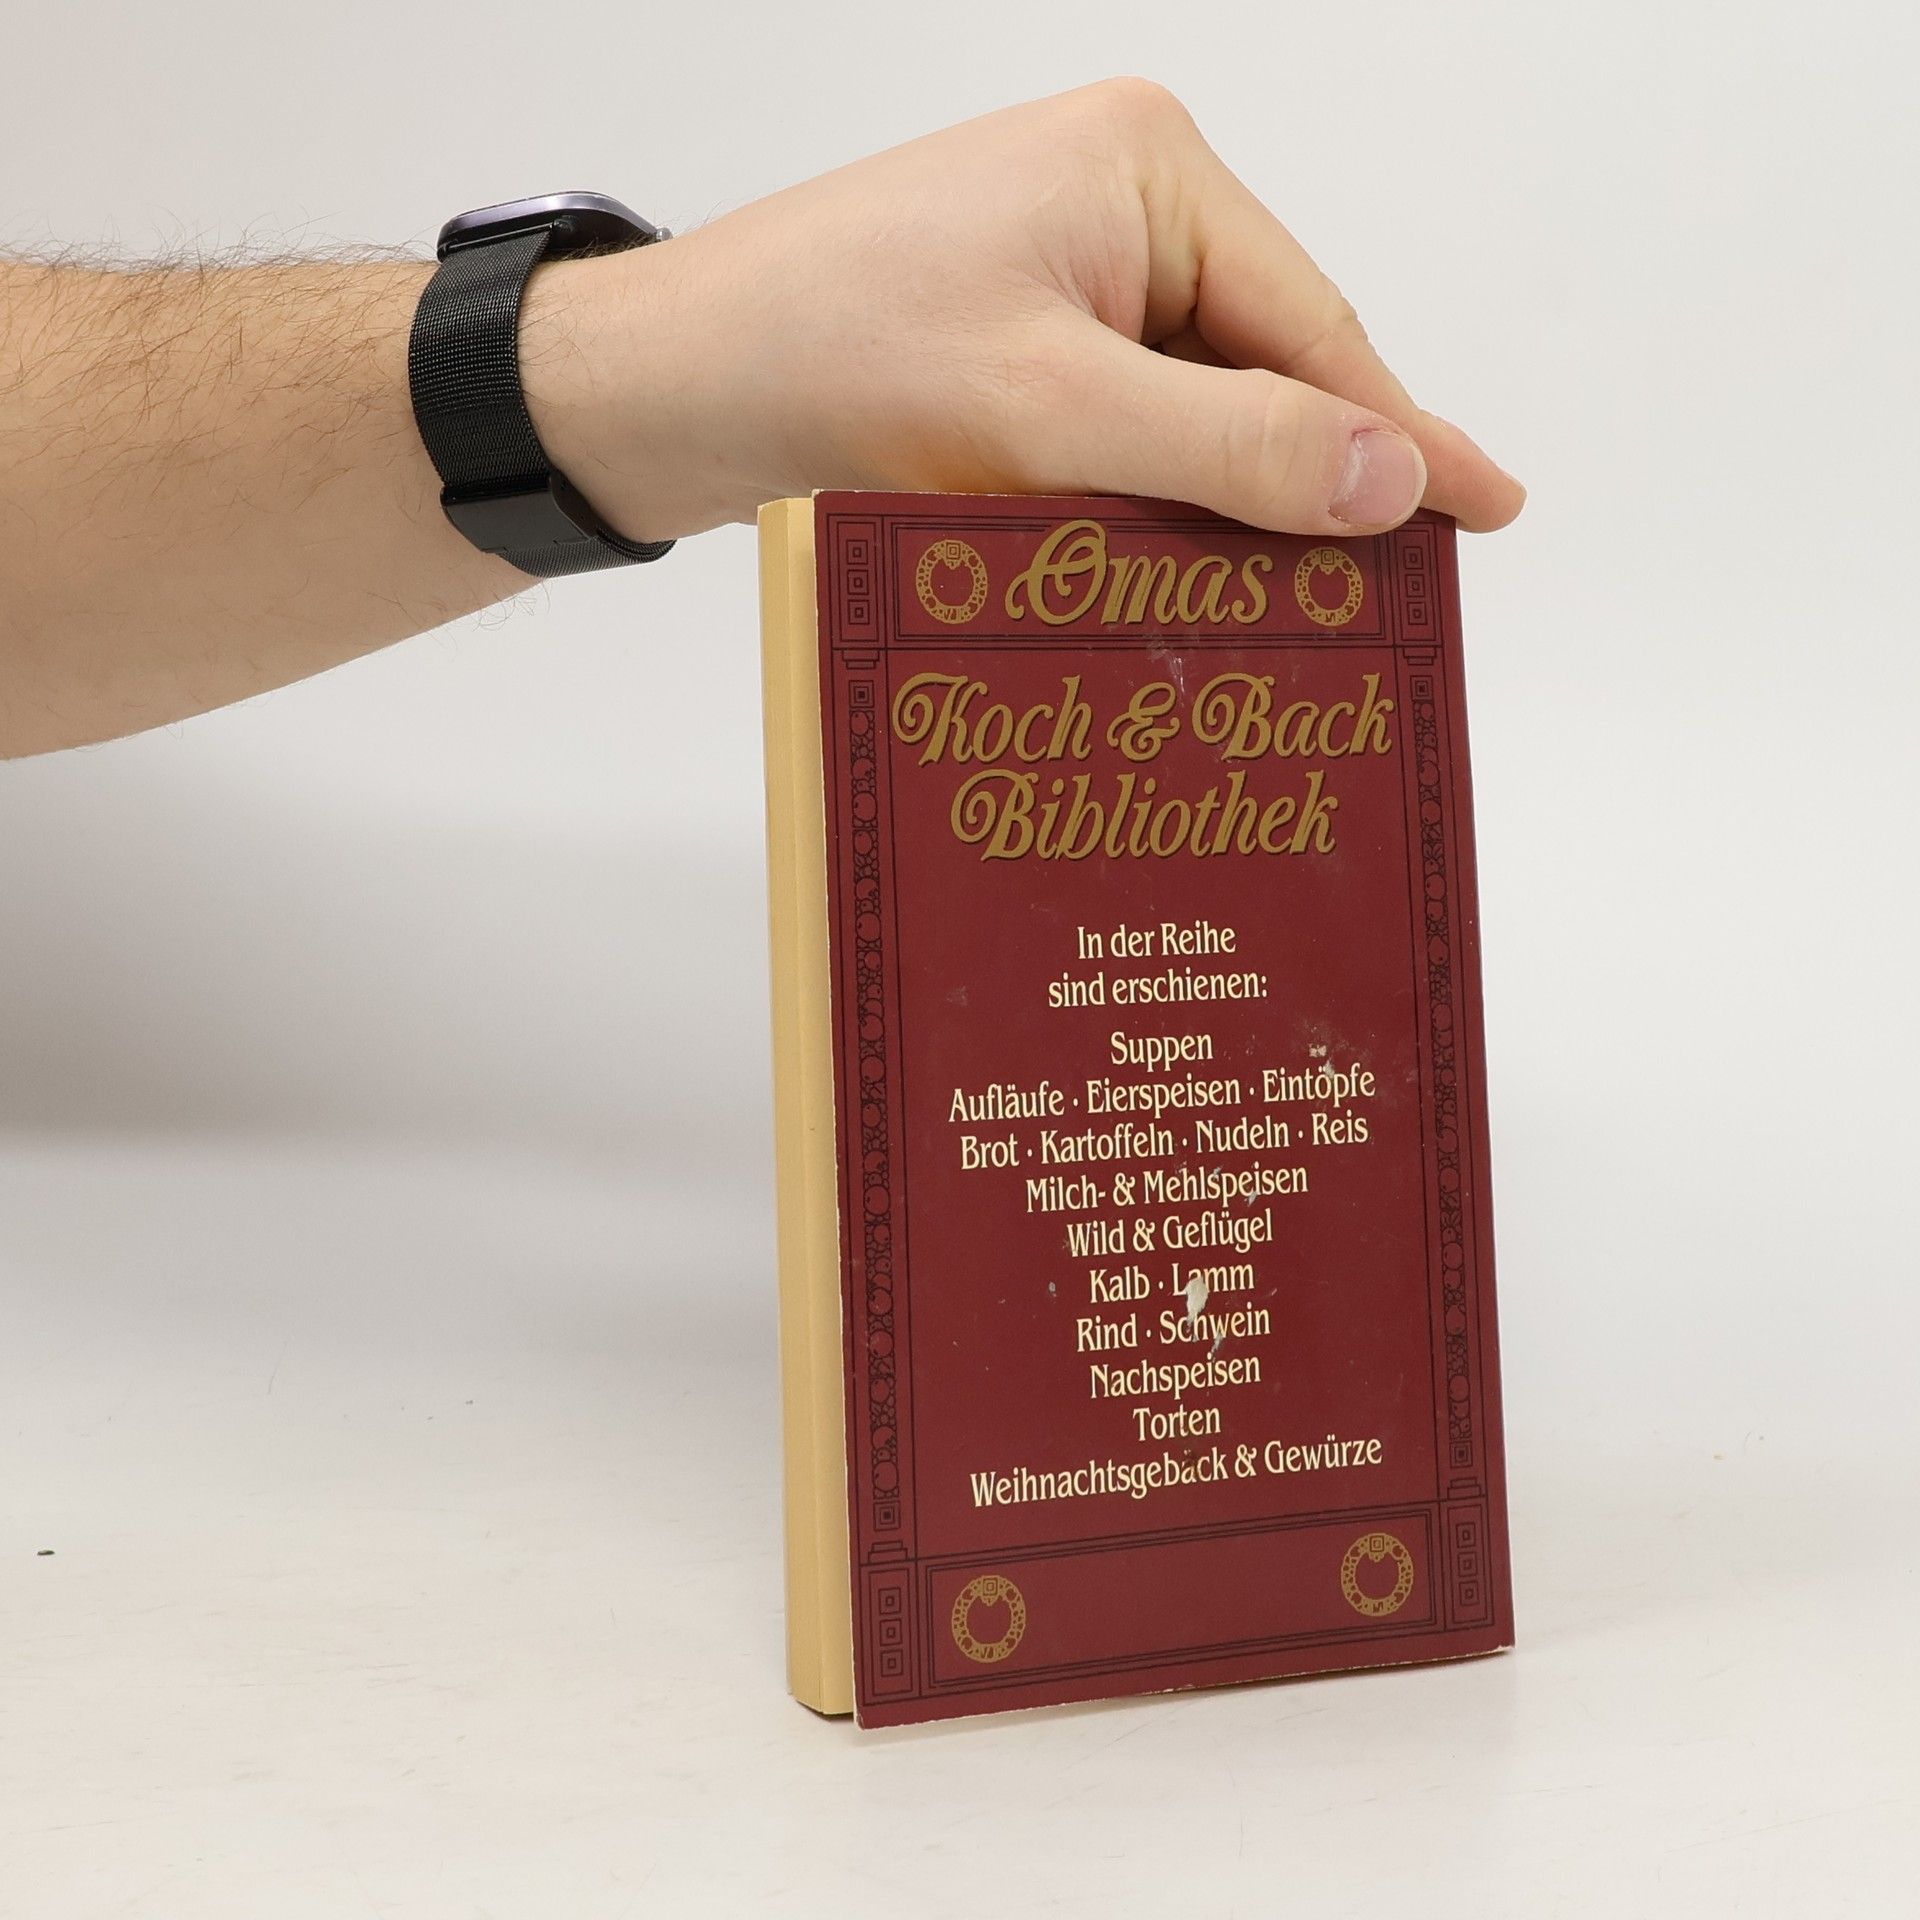 Omas
Koch & Back
Bibliothek
In der Reihe
sind erschienen:
Suppen
Aufläufe · Eierspeisen · Eintöpfe
Brot · Kartoffeln · Nudeln · Reis
Milch- & Mehlspeisen
Wild & Geflügel
Kalb · Lamm
Rind · Schwein
Nachspeisen
Torten
Weihnachtsgebäck & Gewürze